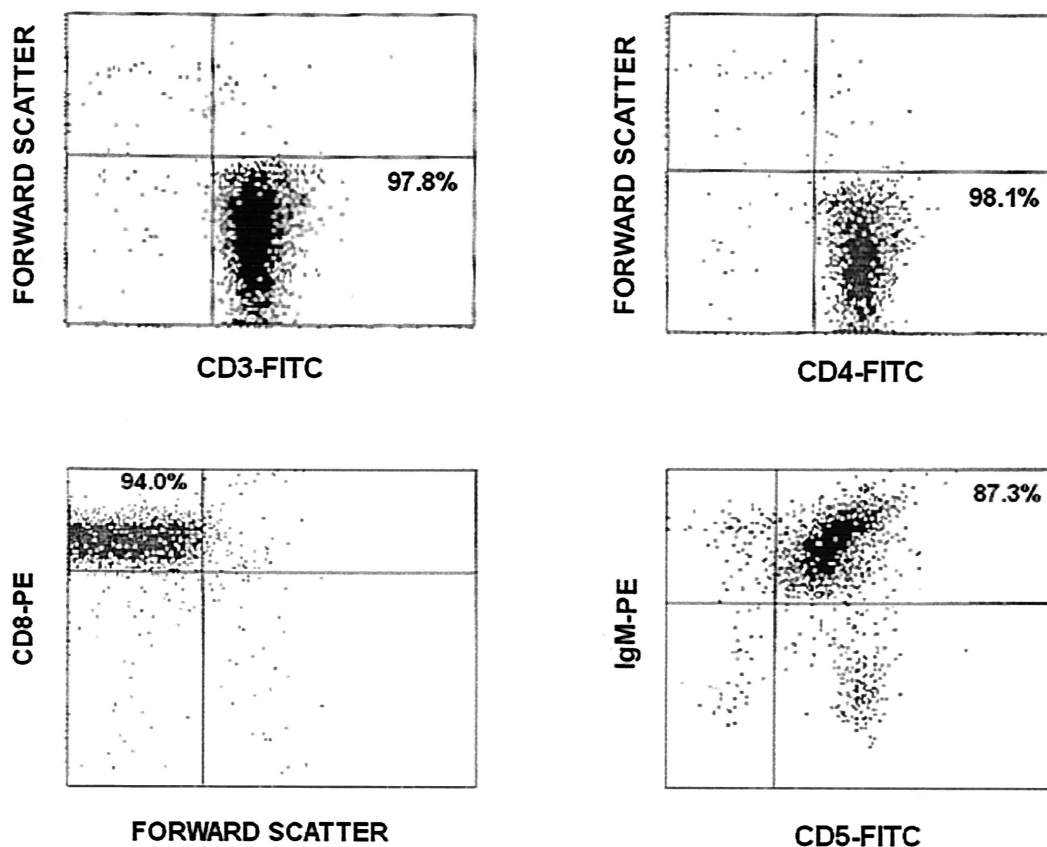 FORWARD SCATTER
97.8%
CD3-FITC
FORWARD SCATTER
98.1%
CD4-FITC
CD8-PE
94.0%
FORWARD SCATTER
IgM-PE
87.3%
CD5-FITC